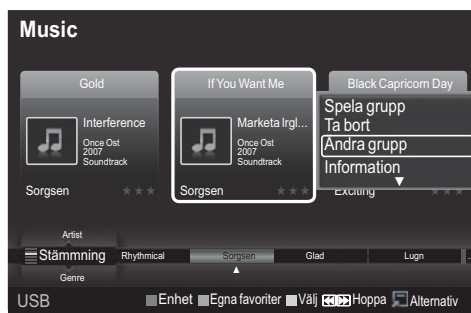 Music
Gold
If You Want Me
Black Capricorn Day
Interference
Once Ost
2007
Soundtrack
Sorgsen
Marketa Irgl...
Once Ost
2007
Soundtrack
Sorgsen
Spela grupp
Ta bort
Ändra grupp
Information
Exciting
Artist
Stämmning
Rhythmical
Sorgsen
Glad
Lugn
Genre
USB
Enhet
Egna favoriter
Välj
Hoppa
Alternativ